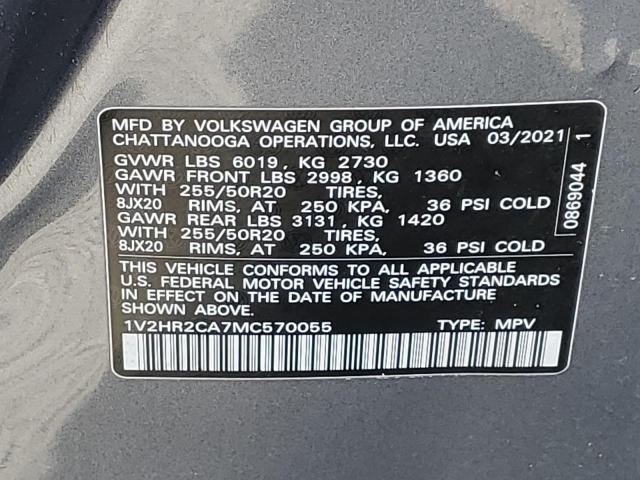 MFD BY VOLKSWAGEN GROUP OF AMERICA
CHATTANOOGA OPERATIONS, LLC. USA 03/2021
GVWR LBS 6019, KG 2730
GAWR FRONT LBS 2998, KG 1360
WITH 255/50R20 TIRES,
8JX20 RIMS, AT 250 KPA, 36 PSI COLD
GAWR REAR LBS 3131, KG 1420
WITH 255/50R20 TIRES,
8JX20 RIMS, AT 250 KPA, 36 PSI COLD
THIS VEHICLE CONFORMS TO ALL APPLICABLE
U.S. FEDERAL MOTOR VEHICLE SAFETY STANDARDS
IN EFFECT ON THE DATE OF MANUFACTURE
SHOWN ABOVE.
1V2HR2CA7MC570055 TYPE: MPV
0869044 1